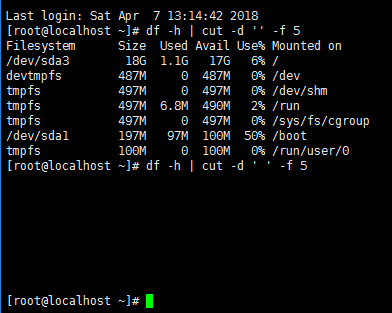 Last login: Sat Apr  7 13:14:42 2018
[root@localhost ~]# df -h | cut -d '' -f 5
Filesystem      Size  Used Avail Use% Mounted on
/dev/sda3        18G  1.1G   17G   6% /
devtmpfs        487M     0  487M   0% /dev
tmpfs           497M     0  497M   0% /dev/shm
tmpfs           497M  6.8M  490M   2% /run
tmpfs           497M     0  497M   0% /sys/fs/cgroup
/dev/sda1       197M   97M  100M  50% /boot
tmpfs           100M     0  100M   0% /run/user/0
[root@localhost ~]# df -h | cut -d ' ' -f 5
[root@localhost ~]#